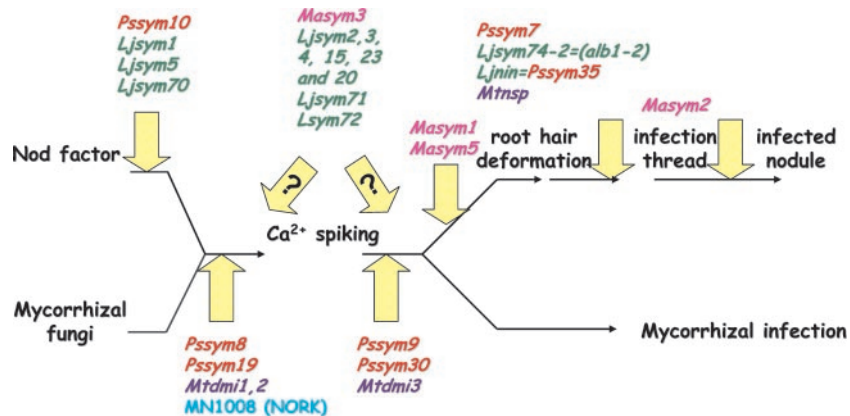 Pssym10
Ljsym1
Ljsym5
Ljsym70
Masym3
Ljsym2,3,
4, 15, 23
and 20
Ljsym71
Lsym72
Pssym7
Ljsym74-2=(alb1-2)
Ljnin=Pssym35
Mtnsp
Masym2
Masym1
Masym5
Nod factor
root hair
deformation
infection
thread
infected
nodule
?
?
Ca²⁺ spiking
Mycorrhizal
fungi
Mycorrhizal infection
Pssym8
Pssym19
Mtdmi1,2
MN1008 (NORK)
Pssym9
Pssym30
Mtdmi3